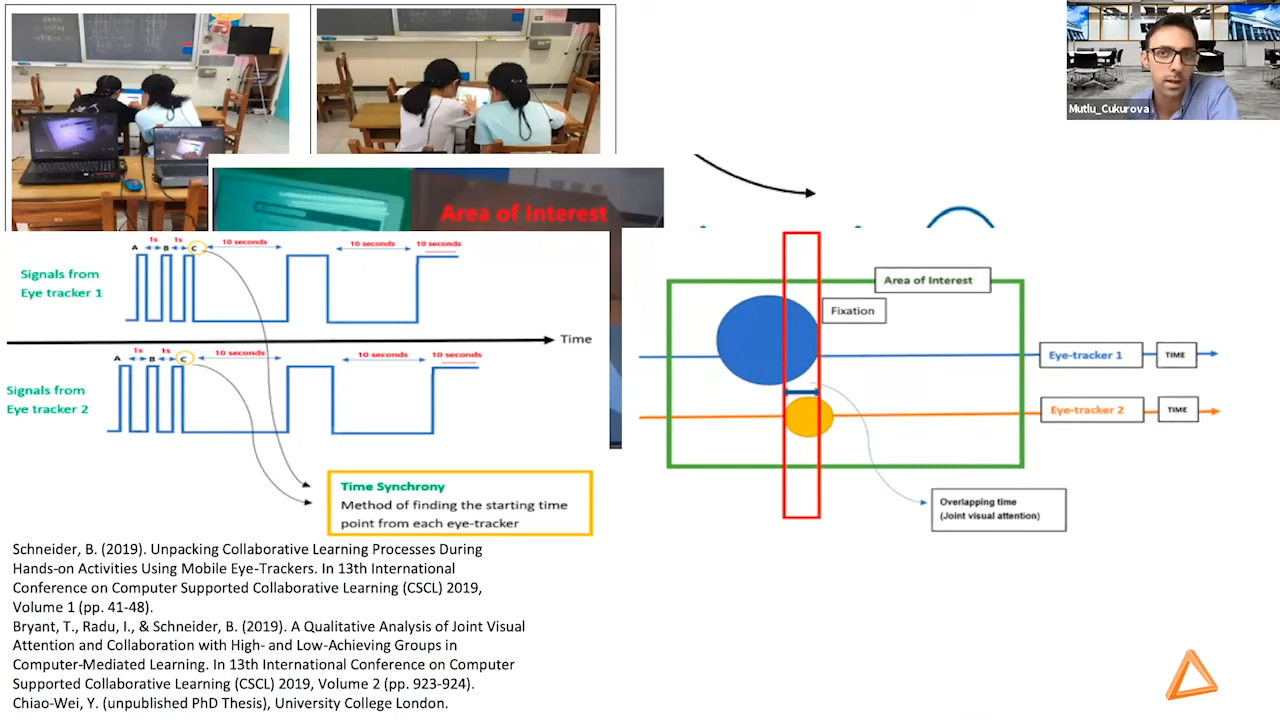 Mutlu_Cukurova
Area of Interest
1s 1s 10 seconds 10 seconds 10 seconds
A B C
Signals from
Eye tracker 1
Time
1s 1s 10 seconds 10 seconds 10 seconds
A B C
Signals from
Eye tracker 2
Time Synchrony
Method of finding the starting time
point from each eye-tracker
Area of Interest
Fixation
Eye-tracker 1 TIME
Eye-tracker 2 TIME
Overlapping time
(Joint visual attention)
Schneider, B. (2019). Unpacking Collaborative Learning Processes During
Hands-on Activities Using Mobile Eye-Trackers. In 13th International
Conference on Computer Supported Collaborative Learning (CSCL) 2019,
Volume 1 (pp. 41-48).
Bryant, T., Radu, I., & Schneider, B. (2019). A Qualitative Analysis of Joint Visual
Attention and Collaboration with High- and Low-Achieving Groups in
Computer-Mediated Learning. In 13th International Conference on Computer
Supported Collaborative Learning (CSCL) 2019, Volume 2 (pp. 923-924).
Chiao-Wei, Y. (unpublished PhD Thesis), University College London.